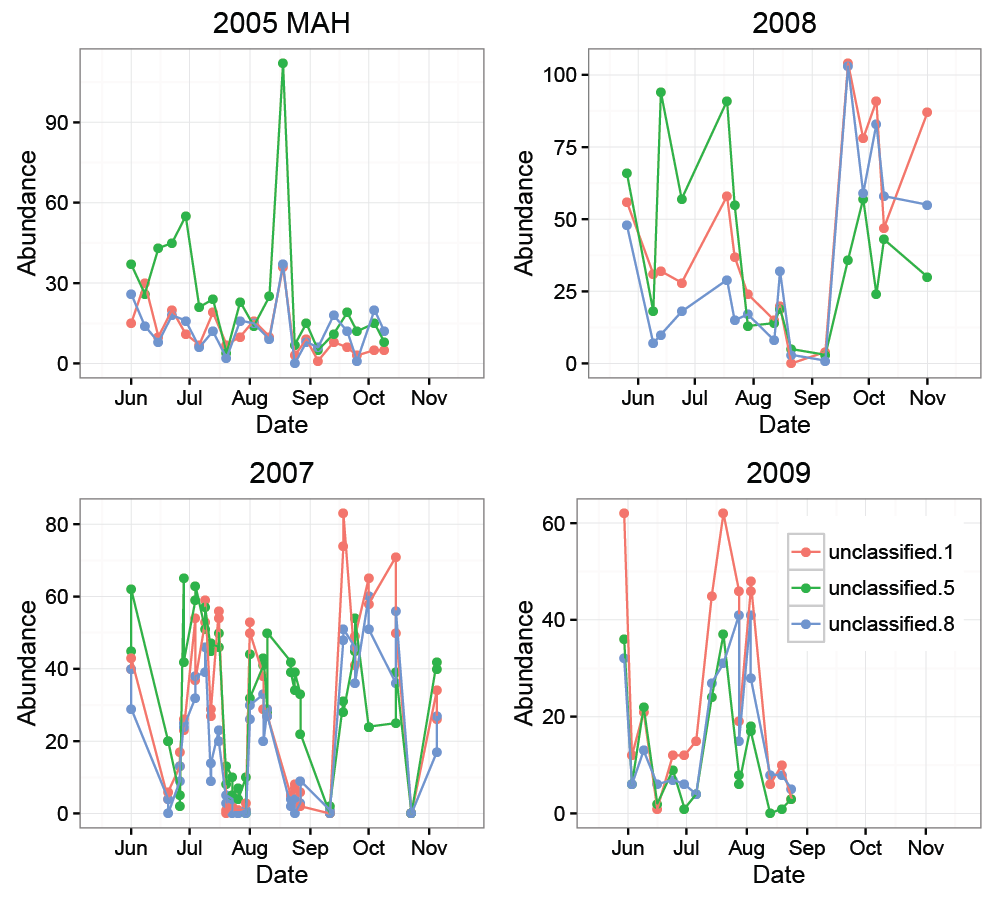 2005 MAH
Abundance
90
60
30
0
Jun Jul Aug Sep Oct Nov
Date
2008
Abundance
100
75
50
25
0
Jun Jul Aug Sep Oct Nov
Date
2007
Abundance
80
60
40
20
0
Jun Jul Aug Sep Oct Nov
Date
2009
Abundance
60
40
20
0
unclassified.1
unclassified.5
unclassified.8
Jun Jul Aug Sep Oct Nov
Date